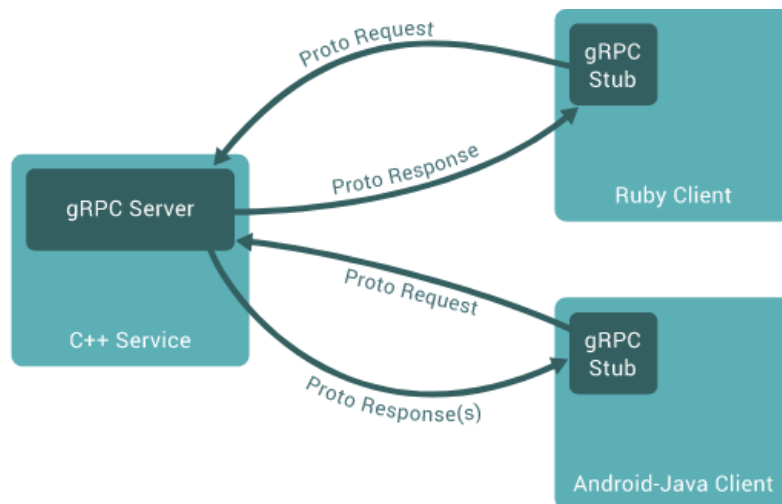 Proto Request
gRPC
Stub
Ruby Client
Proto Response
gRPC Server
C++ Service
Proto Request
gRPC
Stub
Proto Response(s)
Android-Java Client